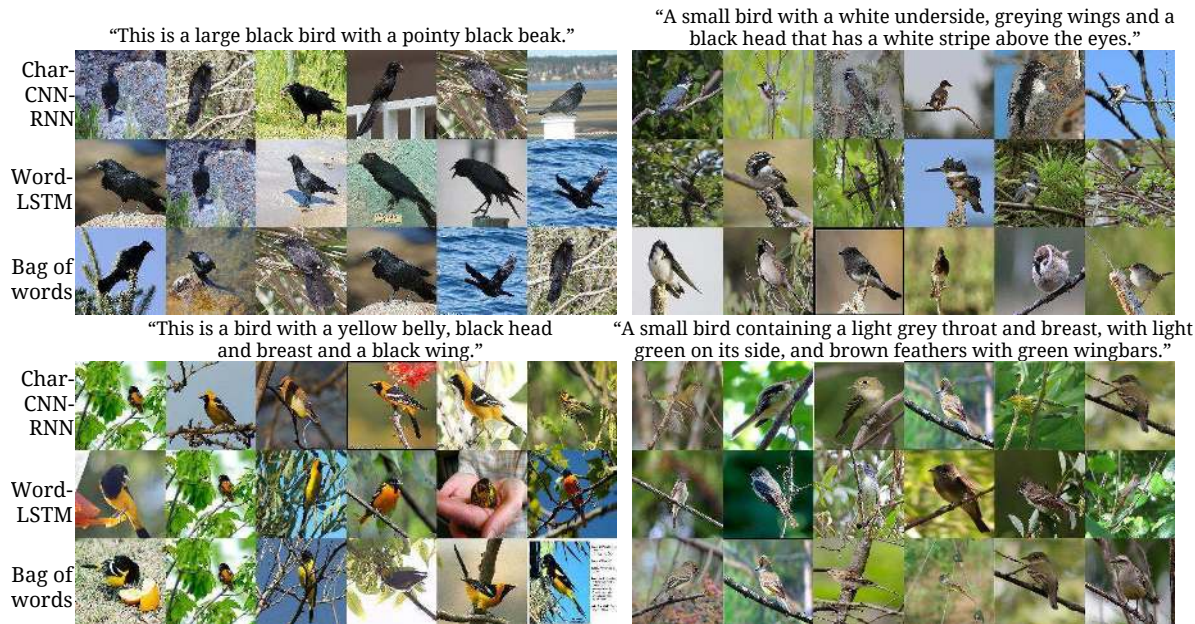 “This is a large black bird with a pointy black beak.”
Char-
CNN-
RNN
Word-
LSTM
Bag of
words
“A small bird with a white underside, greying wings and a
black head that has a white stripe above the eyes.”
“This is a bird with a yellow belly, black head
and breast and a black wing.”
Char-
CNN-
RNN
Word-
LSTM
Bag of
words
“A small bird containing a light grey throat and breast, with light
green on its side, and brown feathers with green wingbars.”